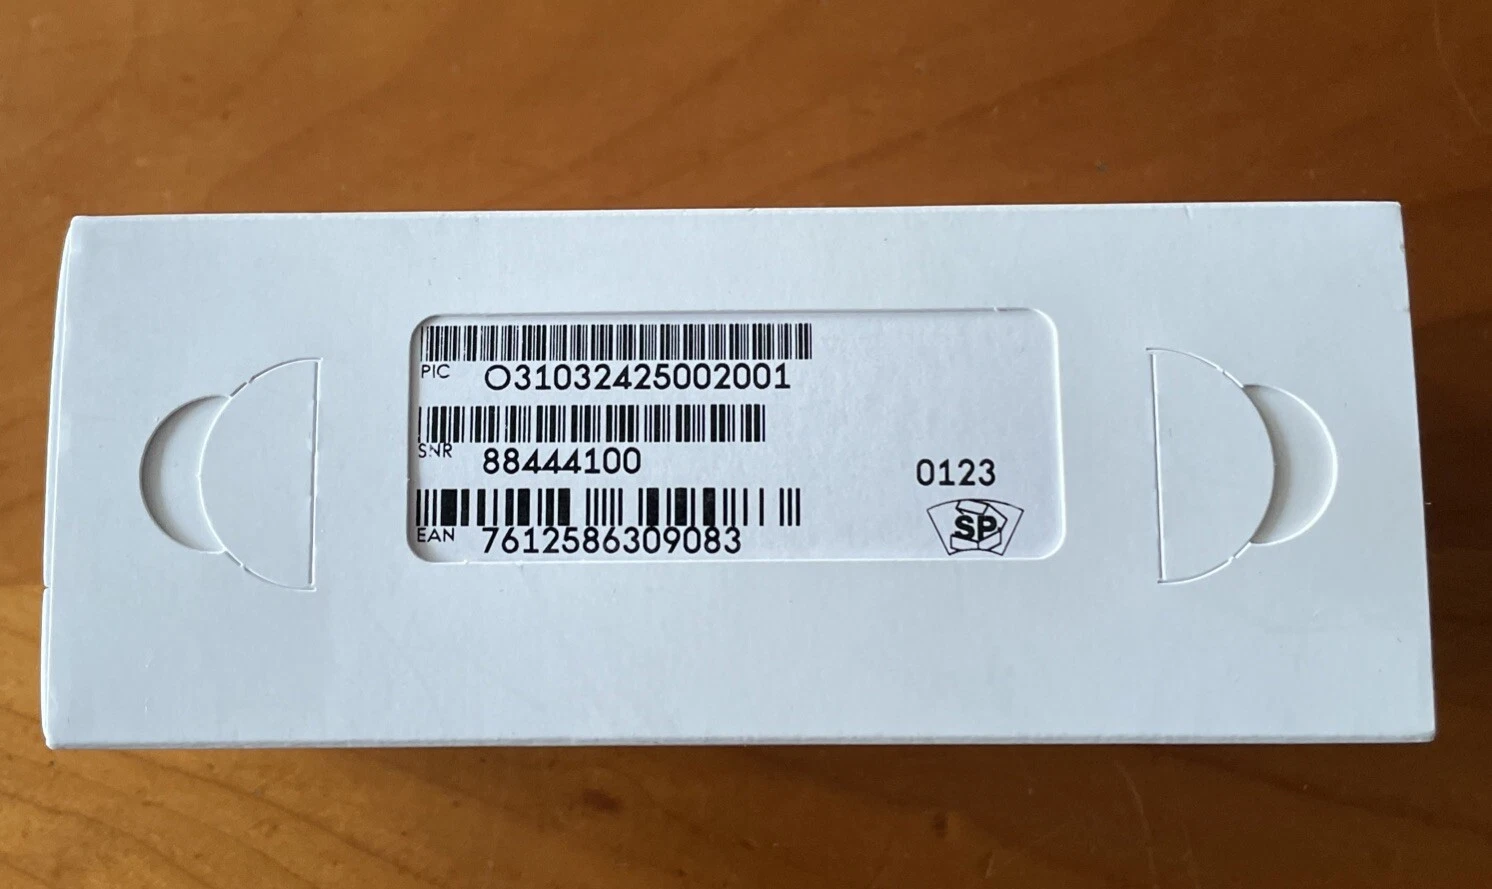 PIC O31032425002001
SNR 88444100
EAN 7612586309083
0123
SP